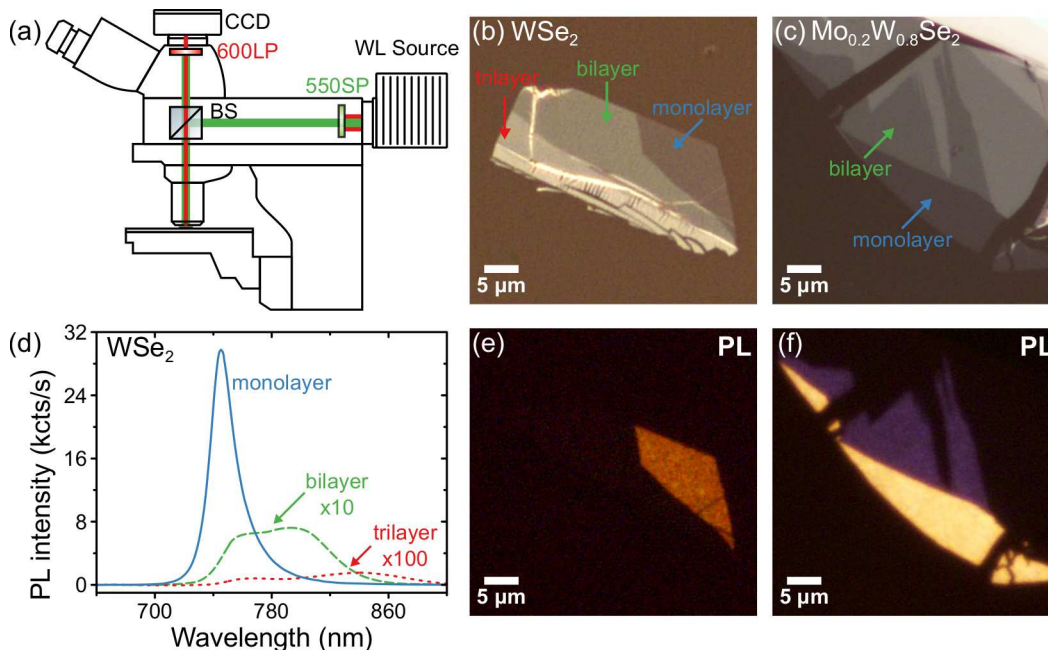 (a)
CCD
600LP
WL Source
550SP
BS
(b) WSe₂
trilayer
bilayer
monolayer
5 µm
(c) Mo₀.₂W₀.₈Se₂
bilayer
monolayer
5 µm
(d)
WSe₂
monolayer
bilayer
x10
trilayer
x100
32
24
16
8
0
PL intensity (kcts/s)
700
780
860
Wavelength (nm)
(e)
PL
5 µm
(f)
PL
5 µm